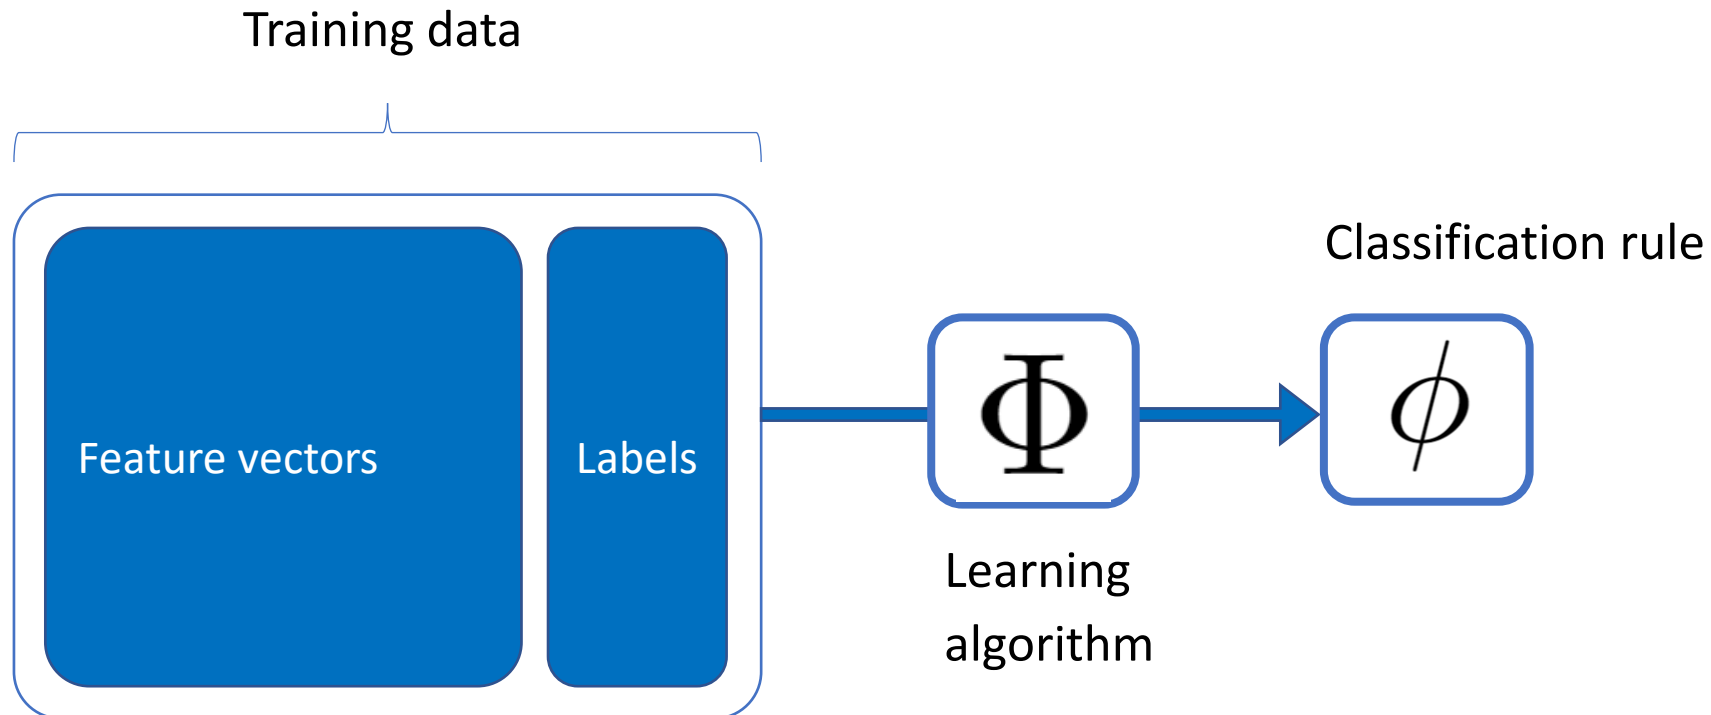 Training data
Classification rule
Feature vectors
Labels
Φ
ϕ
Learning
algorithm